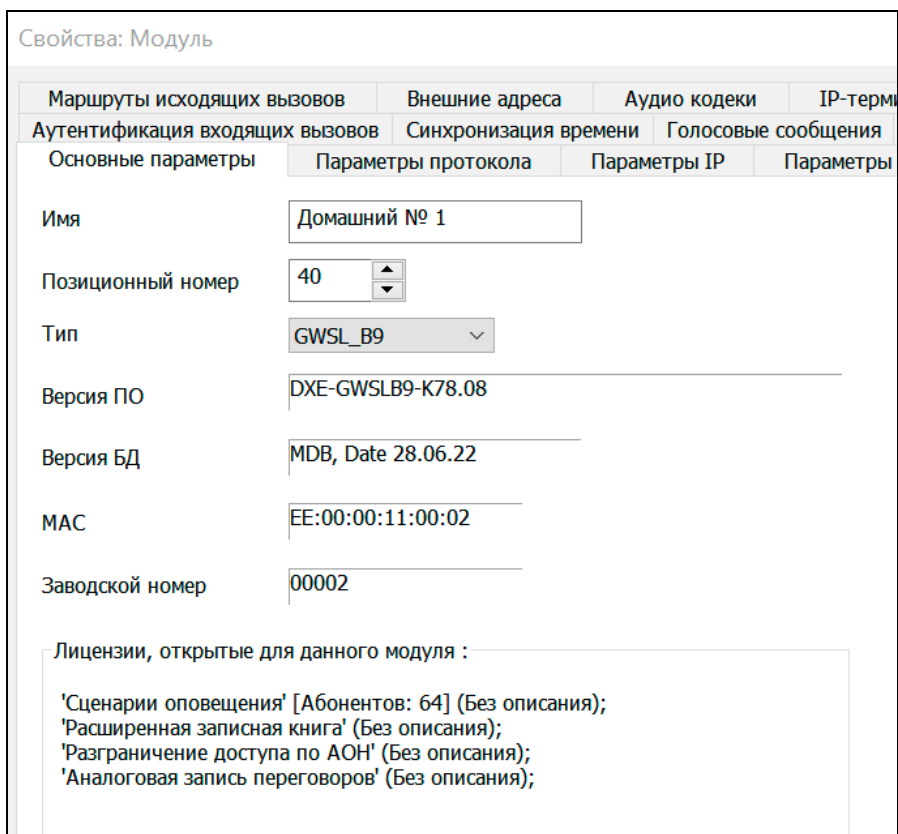 Свойства: Модуль
Маршруты исходящих вызовов Внешние адреса Аудио кодеки
Аутентификация входящих вызовов Синхронизация времени Голосовые сообщения
Основные параметры Параметры протокола Параметры IP Параметры
Имя Домашний № 1
Позиционный номер 40
Тип GWSL_B9
Версия ПО DXE-GWSLB9-K78.08
Версия БД MDB, Date 28.06.22
MAC EE:00:00:11:00:02
Заводской номер 00002
Лицензии, открытые для данного модуля :
'Сценарии оповещения' [Абонентов: 64] (Без описания);
'Расширенная записная книга' (Без описания);
'Разграничение доступа по АОН' (Без описания);
'Аналоговая запись переговоров' (Без описания);